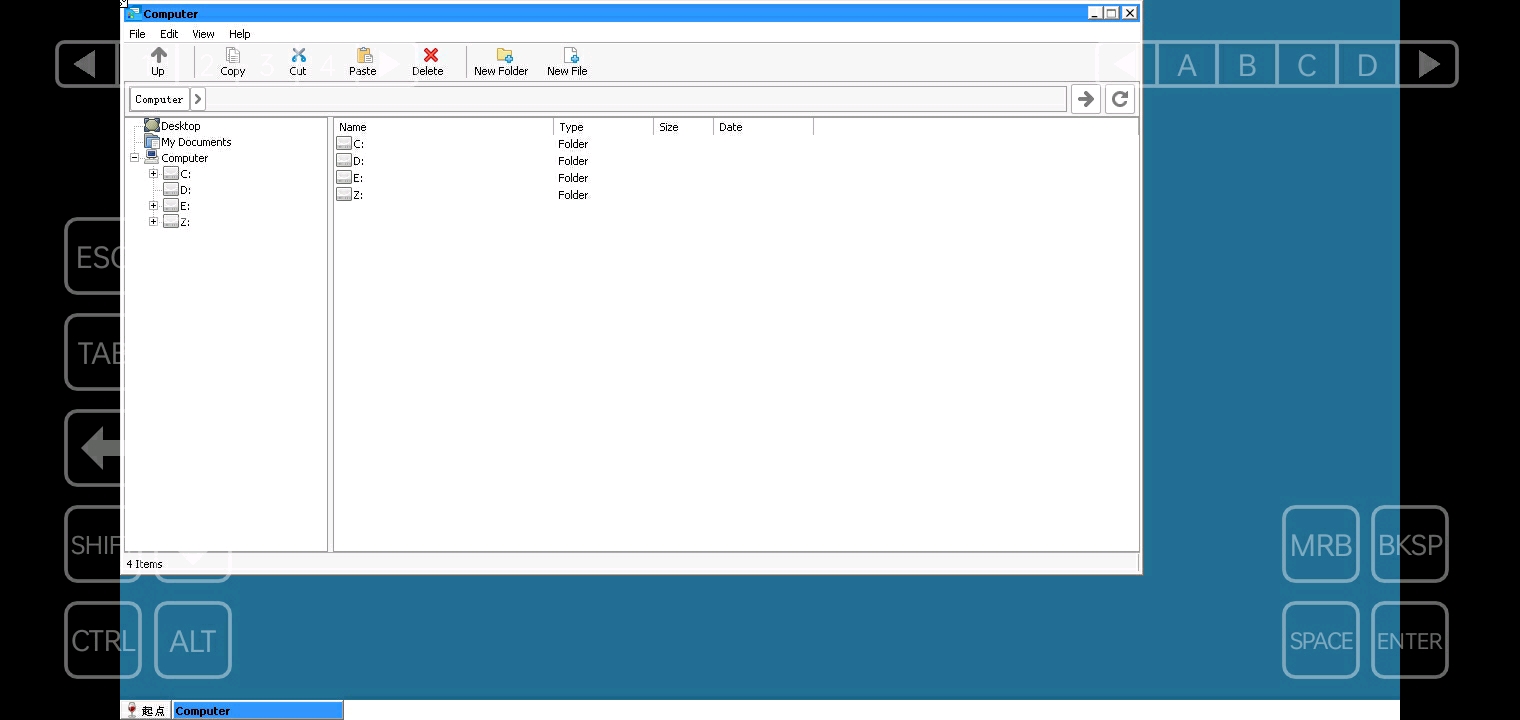 Computer
File Edit View Help
Up Copy Cut Paste Delete New Folder New File
A B C D
Computer
Desktop
My Documents
Computer
C:
D:
E:
Z:
Name Type Size Date
C: Folder
D: Folder
E: Folder
Z: Folder
ESC
TAB
SHIF
MRB BKSP
4 Items
CTRL ALT
SPACE ENTER
起点 Computer